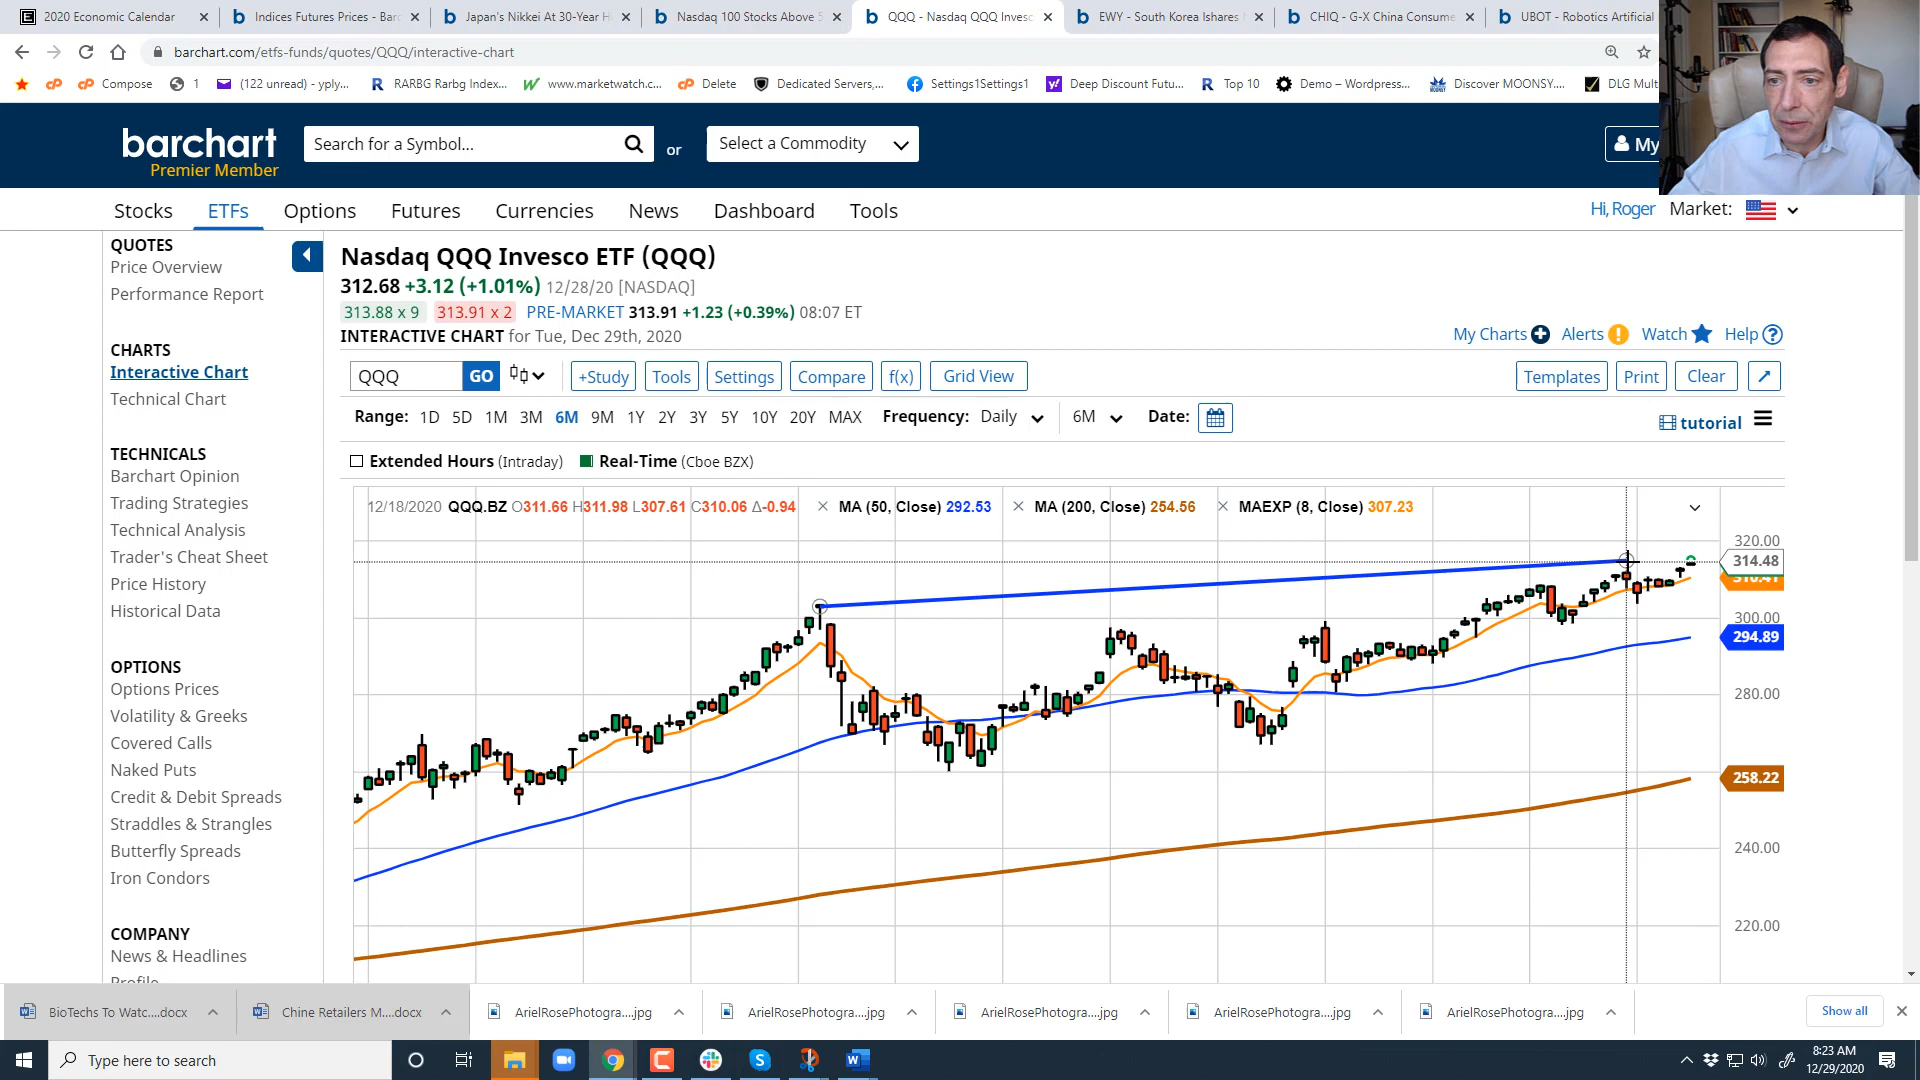 2020 Economic Calendar
Indices Futures Prices - Barc
Japan's Nikkei At 30-Year H
Nasdaq 100 Stocks Above 5
QQQ - Nasdaq QQQ Invesc
EWY - South Korea Ishares
CHIQ - G-X China Consume
UBOT - Robotics Artificial
barchart.com/etfs-funds/quotes/QQQ/interactive-chart
Compose
1
(122 unread) - yply...
RARBG Rarbg Index...
www.marketwatch.c...
Delete
Dedicated Servers,...
Settings1Settings1
Deep Discount Futu...
Top 10
Demo – Wordpress...
Discover MOONSY....
DLG Mult
barchart
Premier Member
Search for a Symbol...
or
Select a Commodity
My
Stocks
ETFs
Options
Futures
Currencies
News
Dashboard
Tools
Hi, Roger
Market:
QUOTES
Price Overview
Performance Report
CHARTS
Interactive Chart
Technical Chart
TECHNICALS
Barchart Opinion
Trading Strategies
Technical Analysis
Trader's Cheat Sheet
Price History
Historical Data
OPTIONS
Options Prices
Volatility & Greeks
Covered Calls
Naked Puts
Credit & Debit Spreads
Straddles & Strangles
Butterfly Spreads
Iron Condors
COMPANY
News & Headlines
Profile
Nasdaq QQQ Invesco ETF (QQQ)
312.68 +3.12 (+1.01%) 12/28/20 [NASDAQ]
313.88 x 9 313.91 x 2 PRE-MARKET 313.91 +1.23 (+0.39%) 08:07 ET
INTERACTIVE CHART for Tue, Dec 29th, 2020
My Charts
Alerts
Watch
Help
QQQ
GO
+Study
Tools
Settings
Compare
f(x)
Grid View
Templates
Print
Clear
Range: 1D 5D 1M 3M 6M 9M 1Y 2Y 3Y 5Y 10Y 20Y MAX
Frequency: Daily
6M
Date:
tutorial
Extended Hours (Intraday)
Real-Time (Cboe BZX)
12/18/2020 QQQ.BZ O311.66 H311.98 L307.61 C310.06 Δ-0.94
MA (50, Close) 292.53
MA (200, Close) 254.56
MAEXP (8, Close) 307.23
320.00
314.48
300.00
294.89
280.00
258.22
240.00
220.00
BioTechs To Watc....docx
Chine Retailers M....docx
ArielRosePhotogra....jpg
ArielRosePhotogra....jpg
ArielRosePhotogra....jpg
ArielRosePhotogra....jpg
ArielRosePhotogra....jpg
Show all
Type here to search
8:23 AM
12/29/2020